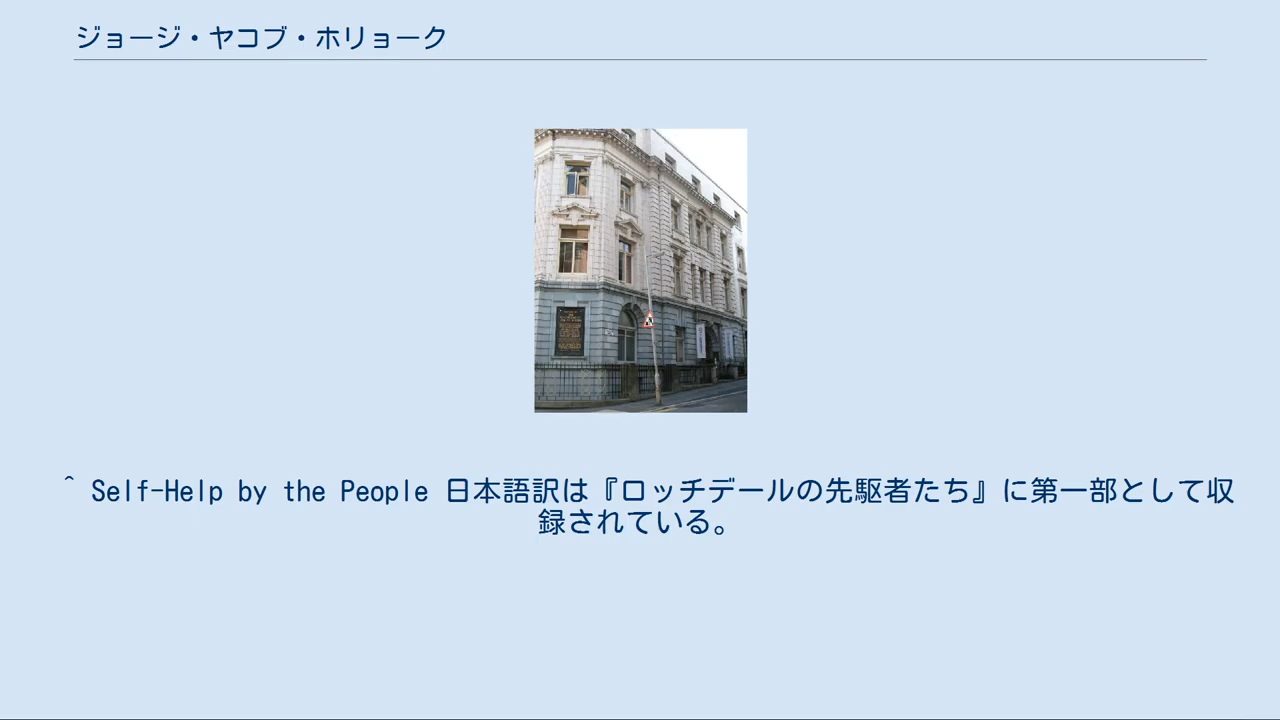 ジョージ・ヤコブ・ホリョーク
^ Self-Help by the People 日本語訳は『ロッチデールの先駆者たち』に第一部として収
録されている。